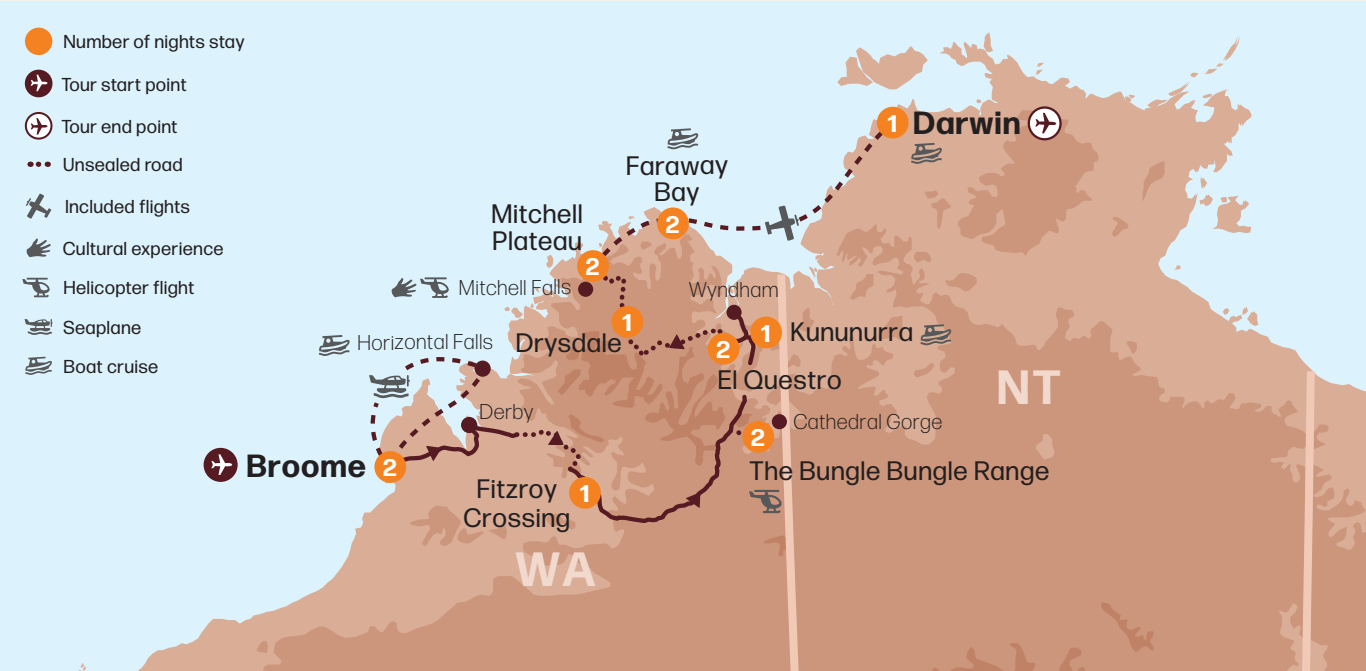 Number of nights stay
Tour start point
Tour end point
Unsealed road
Included flights
Cultural experience
Helicopter flight
Seaplane
Boat cruise
1 Darwin
Faraway
Bay
2
Mitchell
Plateau
2
Mitchell Falls
Wyndham
1
Drysdale
1 Kununurra
2
El Questro
Horizontal Falls
NT
Derby
Cathedral Gorge
2
Broome 2
The Bungle Bungle Range
Fitzroy
Crossing
1
WA